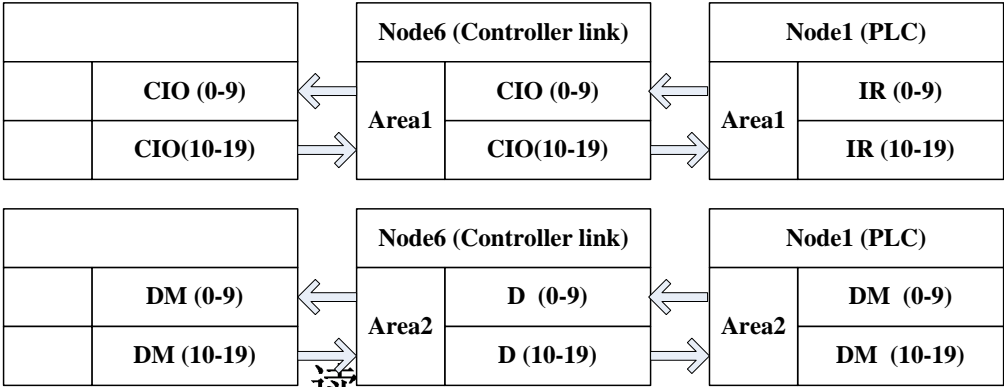 Node6 (Controller link) Node1 (PLC)
CIO (0-9) Area1 CIO (0-9) Area1 IR (0-9)
CIO(10-19) CIO(10-19) IR (10-19)
Node6 (Controller link) Node1 (PLC)
DM (0-9) Area2 D (0-9) Area2 DM (0-9)
DM (10-19) D (10-19) DM (10-19)